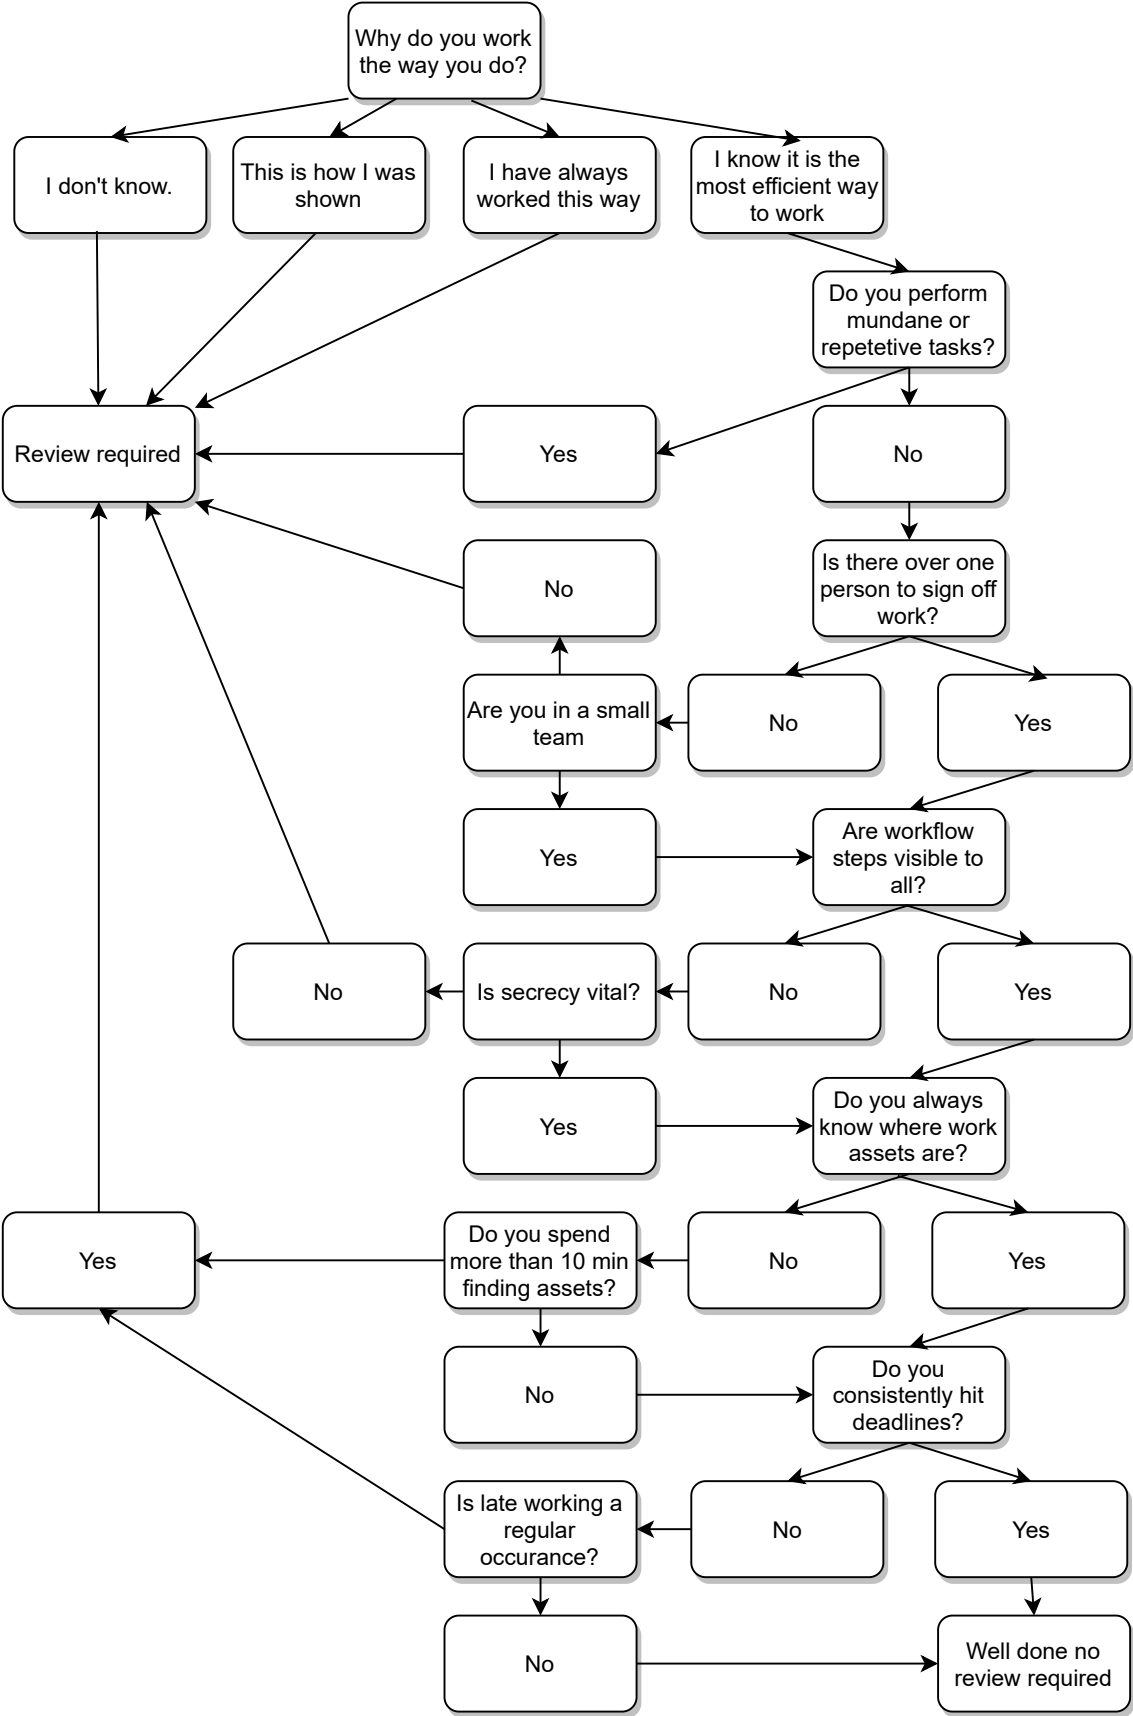 Why do you work
the way you do?
I don't know.
This is how I was
shown
I have always
worked this way
I know it is the
most efficient way
to work
Do you perform
mundane or
repetetive tasks?
Review required
Yes
No
No
Is there over one
person to sign off
work?
Are you in a small
team
No
Yes
Yes
Are workflow
steps visible to
all?
No
Is secrecy vital?
No
Yes
Yes
Do you always
know where work
assets are?
Yes
Do you spend
more than 10 min
finding assets?
No
Yes
No
Do you
consistently hit
deadlines?
Is late working a
regular
occurance?
No
Yes
No
Well done no
review required